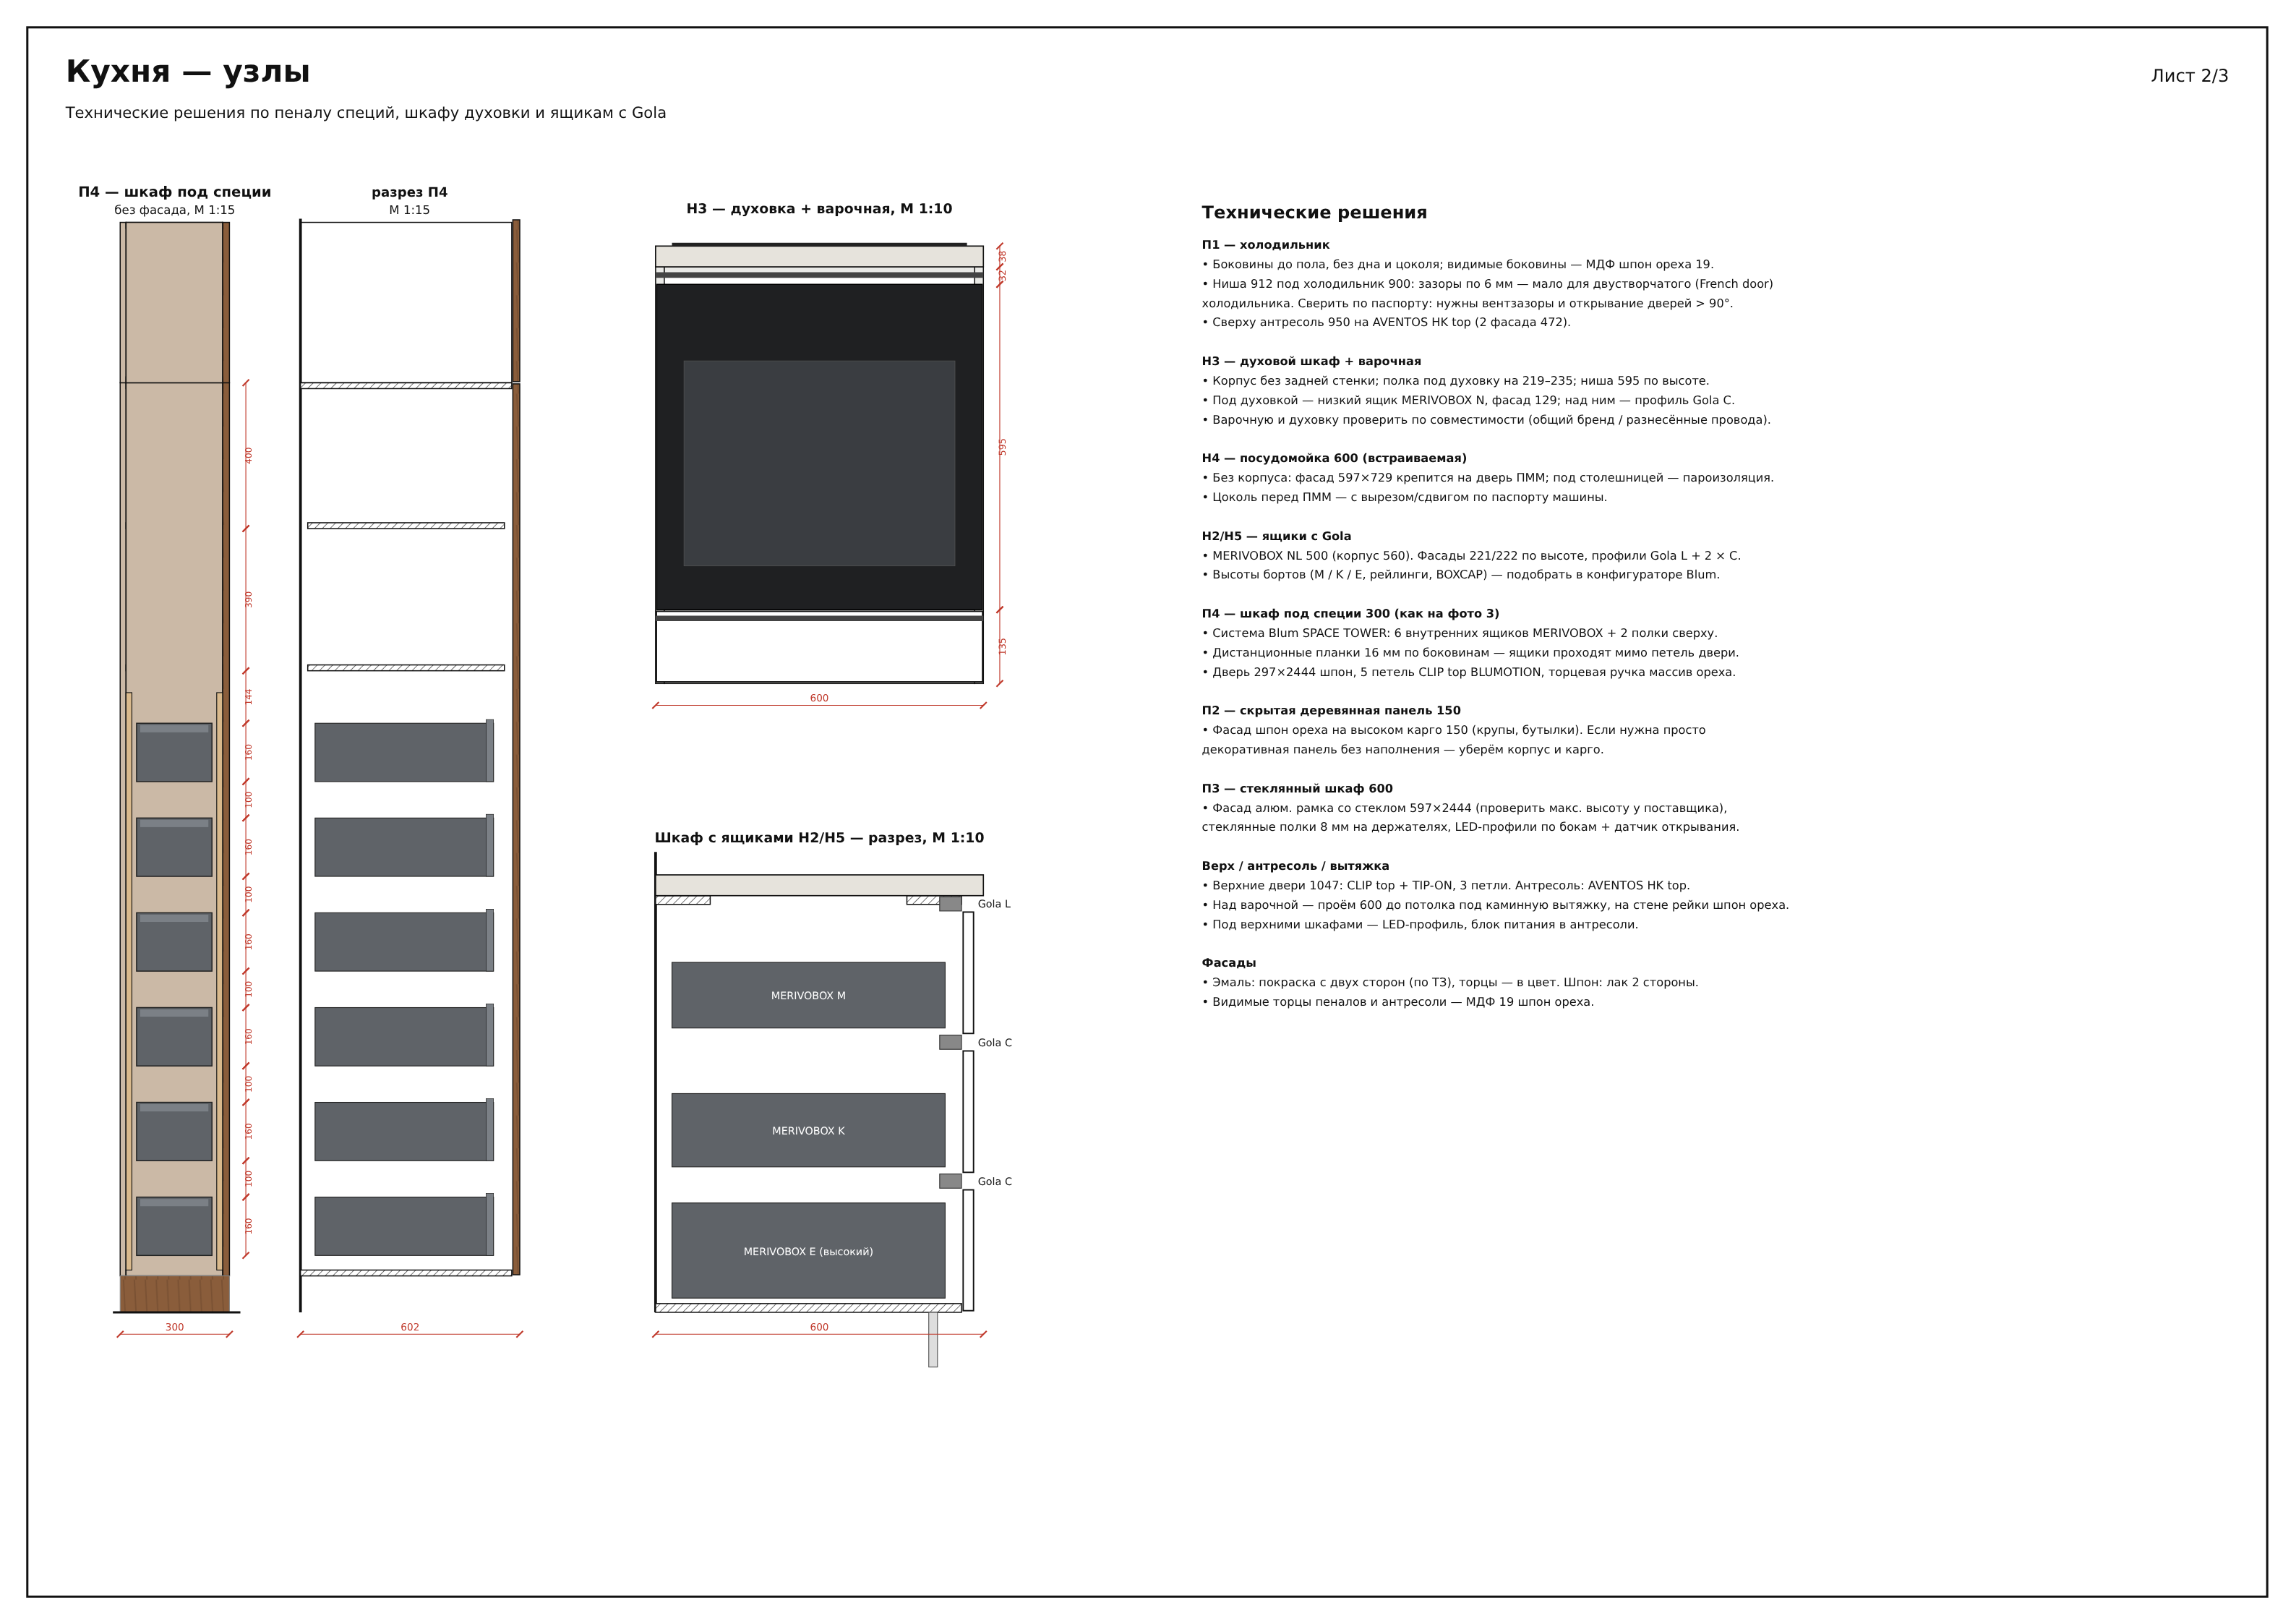 Кухня — узлы
Лист 2/3
Технические решения по пеналу специй, шкафу духовки и ящикам с Gola
П4 — шкаф под специи
без фасада, М 1:15
400
390
144
160
100
160
100
160
100
160
100
160
100
160
300
разрез П4
М 1:15
602
Н3 — духовка + варочная, М 1:10
38
32
595
135
600
Шкаф с ящиками Н2/Н5 — разрез, М 1:10
Gola L
MERIVOBOX M
Gola C
MERIVOBOX K
Gola C
MERIVOBOX E (высокий)
600
Технические решения
П1 — холодильник
• Боковины до пола, без дна и цоколя; видимые боковины — МДФ шпон ореха 19.
• Ниша 912 под холодильник 900: зазоры по 6 мм — мало для двустворчатого (French door)
холодильника. Сверить по паспорту: нужны вентзазоры и открывание дверей > 90°.
• Сверху антресоль 950 на AVENTOS HK top (2 фасада 472).
Н3 — духовой шкаф + варочная
• Корпус без задней стенки; полка под духовку на 219–235; ниша 595 по высоте.
• Под духовкой — низкий ящик MERIVOBOX N, фасад 129; над ним — профиль Gola C.
• Варочную и духовку проверить по совместимости (общий бренд / разнесённые провода).
Н4 — посудомойка 600 (встраиваемая)
• Без корпуса: фасад 597×729 крепится на дверь ПММ; под столешницей — пароизоляция.
• Цоколь перед ПММ — с вырезом/сдвигом по паспорту машины.
Н2/Н5 — ящики с Gola
• MERIVOBOX NL 500 (корпус 560). Фасады 221/222 по высоте, профили Gola L + 2 × C.
• Высоты бортов (M / K / E, рейлинги, BOXCAP) — подобрать в конфигураторе Blum.
П4 — шкаф под специи 300 (как на фото 3)
• Система Blum SPACE TOWER: 6 внутренних ящиков MERIVOBOX + 2 полки сверху.
• Дистанционные планки 16 мм по боковинам — ящики проходят мимо петель двери.
• Дверь 297×2444 шпон, 5 петель CLIP top BLUMOTION, торцевая ручка массив ореха.
П2 — скрытая деревянная панель 150
• Фасад шпон ореха на высоком карго 150 (крупы, бутылки). Если нужна просто
декоративная панель без наполнения — уберём корпус и карго.
П3 — стеклянный шкаф 600
• Фасад алюм. рамка со стеклом 597×2444 (проверить макс. высоту у поставщика),
стеклянные полки 8 мм на держателях, LED-профили по бокам + датчик открывания.
Верх / антресоль / вытяжка
• Верхние двери 1047: CLIP top + TIP-ON, 3 петли. Антресоль: AVENTOS HK top.
• Над варочной — проём 600 до потолка под каминную вытяжку, на стене рейки шпон ореха.
• Под верхними шкафами — LED-профиль, блок питания в антресоли.
Фасады
• Эмаль: покраска с двух сторон (по ТЗ), торцы — в цвет. Шпон: лак 2 стороны.
• Видимые торцы пеналов и антресоли — МДФ 19 шпон ореха.